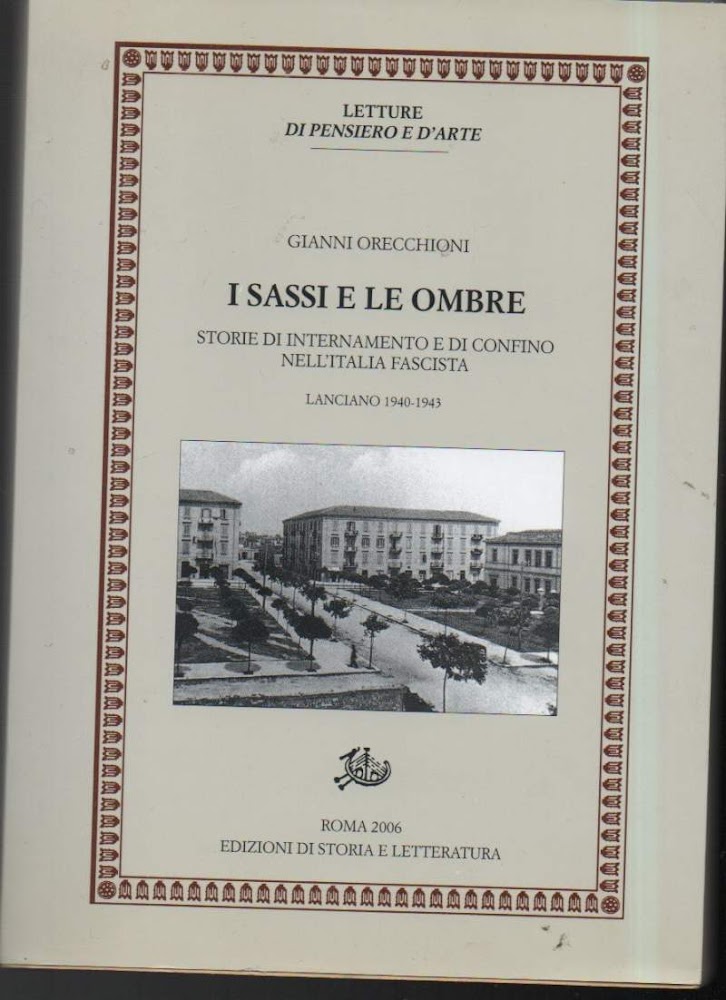 LETTURE
DI PENSIERO E D'ARTE
GIANNI ORECCHIONI
I SASSI E LE OMBRE
STORIE DI INTERNAMENTO E DI CONFINO
NELL'ITALIA FASCISTA
LANCIANO 1940-1943
ROMA 2006
EDIZIONI DI STORIA E LETTERATURA